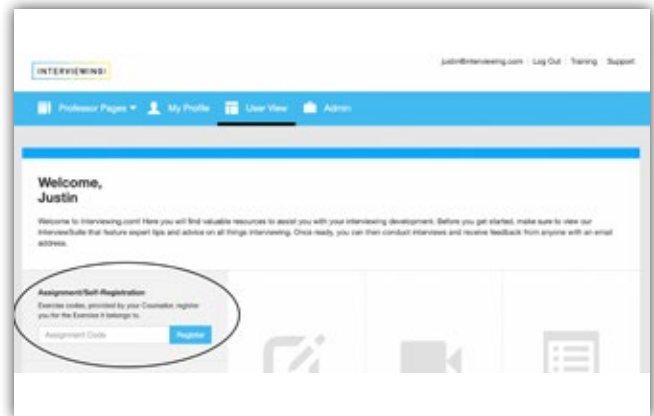 INTERVIEWING!
justin@interviewing.com Log Out Training Support
Professor Pages My Profile User View Admin
Welcome,
Justin
Welcome to Interviewing.com! Here you will find valuable resources to assist you with your interviewing development. Before you get started, make sure to view our
InterviewSuite that feature expert tips and advice on all things interviewing. Once ready, you can then conduct interviews and receive feedback from anyone with an email
address.
Assignment/Self-Registration
Exercise codes, provided by your Counselor, register
you for the Exercise it belongs to.
Assignment Code Register